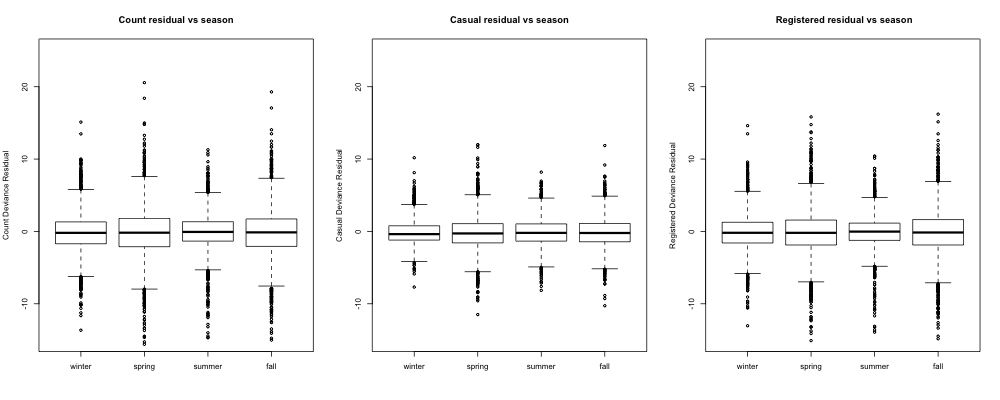 Count residual vs season
Count Deviance Residual
20
10
0
-10
winter spring summer fall
Casual residual vs season
Casual Deviance Residual
20
10
0
-10
winter spring summer fall
Registered residual vs season
Registered Deviance Residual
20
10
0
-10
winter spring summer fall